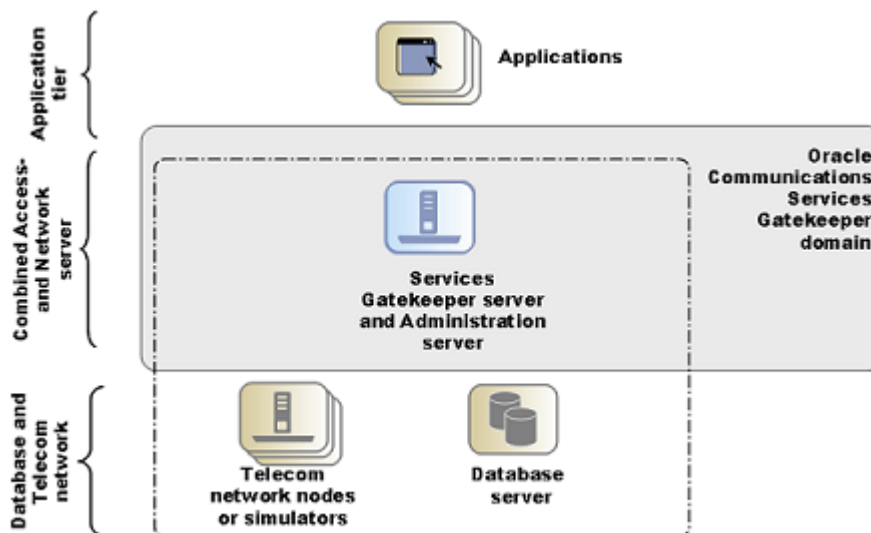 Application
tier
Applications
Combined Access-
and Network
server
Oracle
Communications
Services
Gatekeeper
domain
Services
Gatekeeper server
and Administration
server
Database and
Telecom
network
Telecom
network nodes
or simulators
Database
server